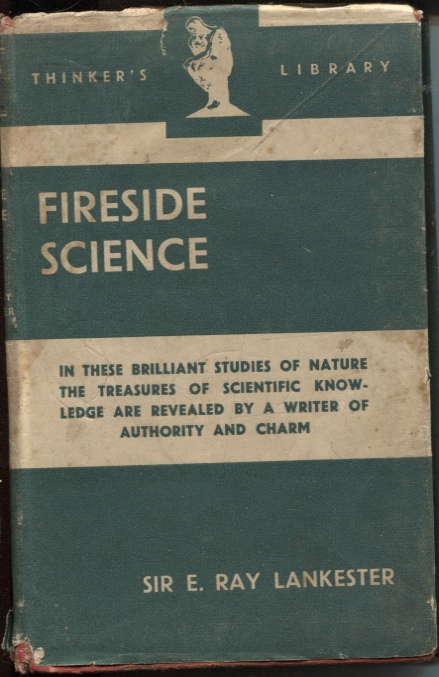 THINKER'S LIBRARY
FIRESIDE
SCIENCE
IN THESE BRILLIANT STUDIES OF NATURE
THE TREASURES OF SCIENTIFIC KNOW-
LEDGE ARE REVEALED BY A WRITER OF
AUTHORITY AND CHARM
SIR E. RAY LANKESTER